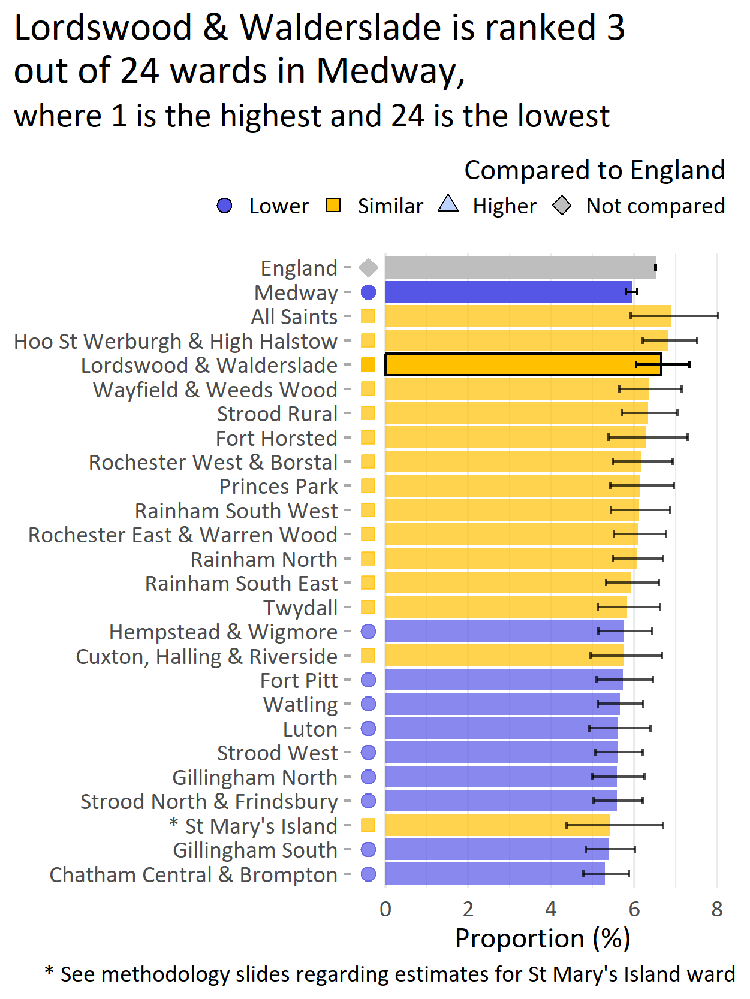 Lordswood & Walderslade is ranked 3
out of 24 wards in Medway,
where 1 is the highest and 24 is the lowest
Compared to England
Lower Similar Higher Not compared
England
Medway
All Saints
Hoo St Werburgh & High Halstow
Lordswood & Walderslade
Wayfield & Weeds Wood
Strood Rural
Fort Horsted
Rochester West & Borstal
Princes Park
Rainham South West
Rochester East & Warren Wood
Rainham North
Rainham South East
Twydall
Hempstead & Wigmore
Cuxton, Halling & Riverside
Fort Pitt
Watling
Luton
Strood West
Gillingham North
Strood North & Frindsbury
* St Mary's Island
Gillingham South
Chatham Central & Brompton
0 2 4 6 8
Proportion (%)
* See methodology slides regarding estimates for St Mary's Island ward